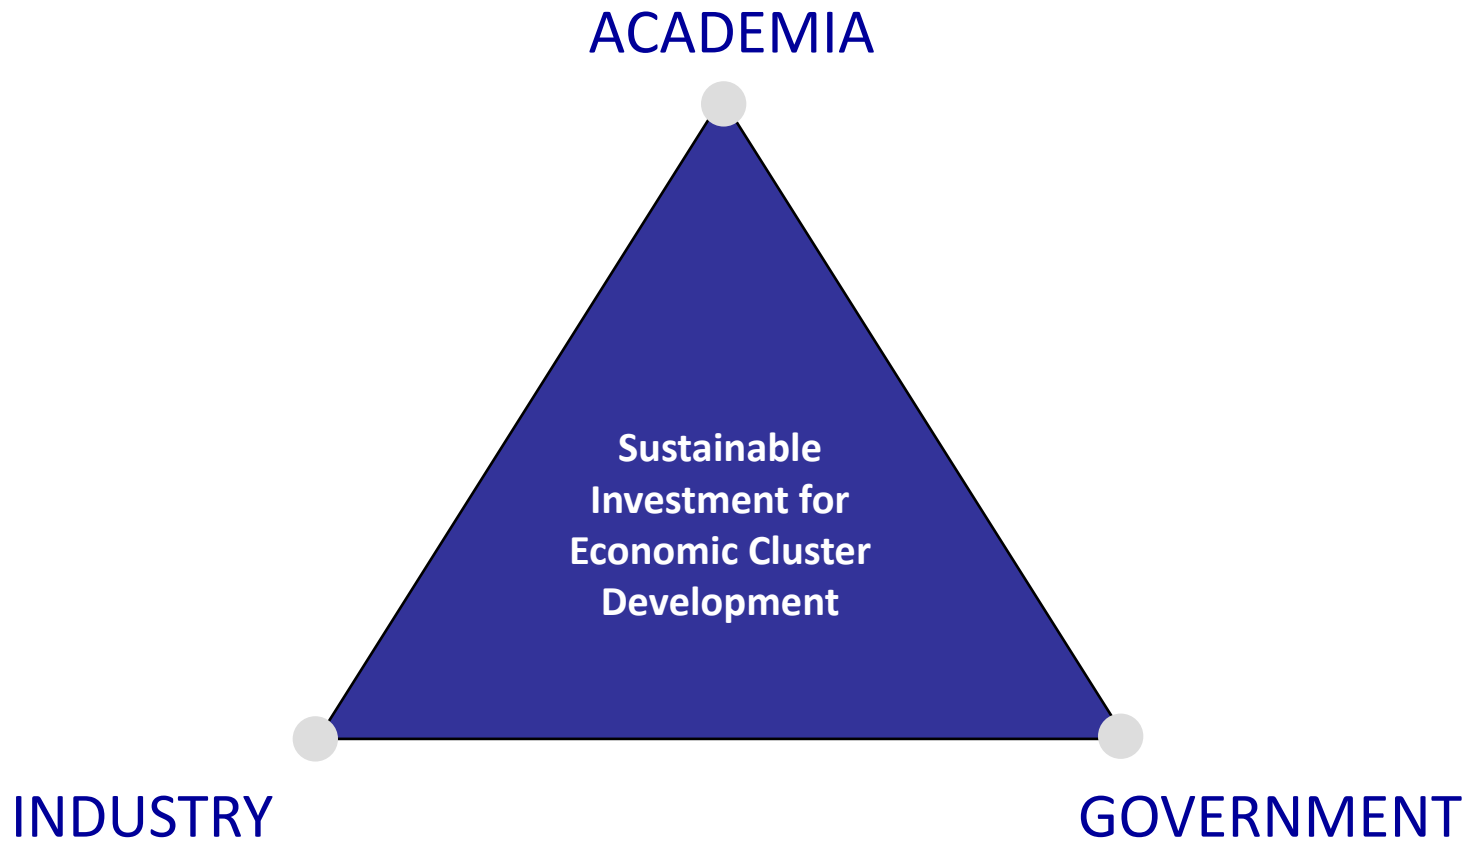 ACADEMIA
Sustainable
Investment for
Economic Cluster
Development
INDUSTRY
GOVERNMENT